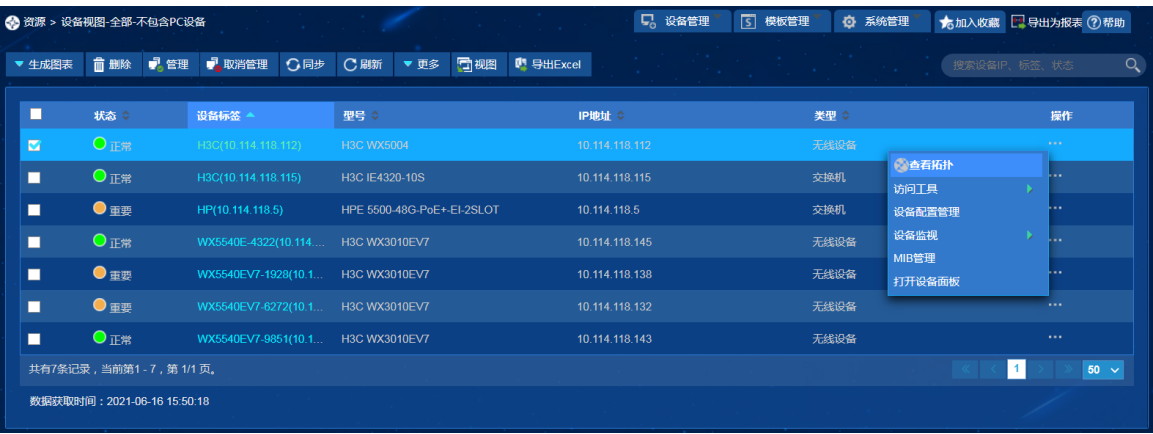 资源 > 设备视图-全部-不包含PC设备 设备管理 模板管理 系统管理 加入收藏 导出为报表 帮助
生成图表 删除 管理 取消管理 同步 刷新 更多 视图 导出Excel 搜索设备IP、标签、状态
状态 设备标签 型号 IP地址 类型 操作
正常 H3C(10.114.118.112) H3C WX5004 10.114.118.112 无线设备 ...
正常 H3C(10.114.118.115) H3C IE4320-10S 10.114.118.115 交换机 ...
重要 HP(10.114.118.5) HPE 5500-48G-PoE+-EI-2SLOT 10.114.118.5 交换机
正常 WX5540E-4322(10.114.... H3C WX3010EV7 10.114.118.145 无线设备 ...
重要 WX5540EV7-1928(10.1... H3C WX3010EV7 10.114.118.138 无线设备
重要 WX5540EV7-6272(10.1... H3C WX3010EV7 10.114.118.132 无线设备 ...
正常 WX5540EV7-9851(10.1... H3C WX3010EV7 10.114.118.143 无线设备 ...
查看拓扑
访问工具
设备配置管理
设备监视
MIB管理
打开设备面板
共有7条记录，当前第1 - 7，第 1/1 页。 « < 1 > » 50
数据获取时间：2021-06-16 15:50:18